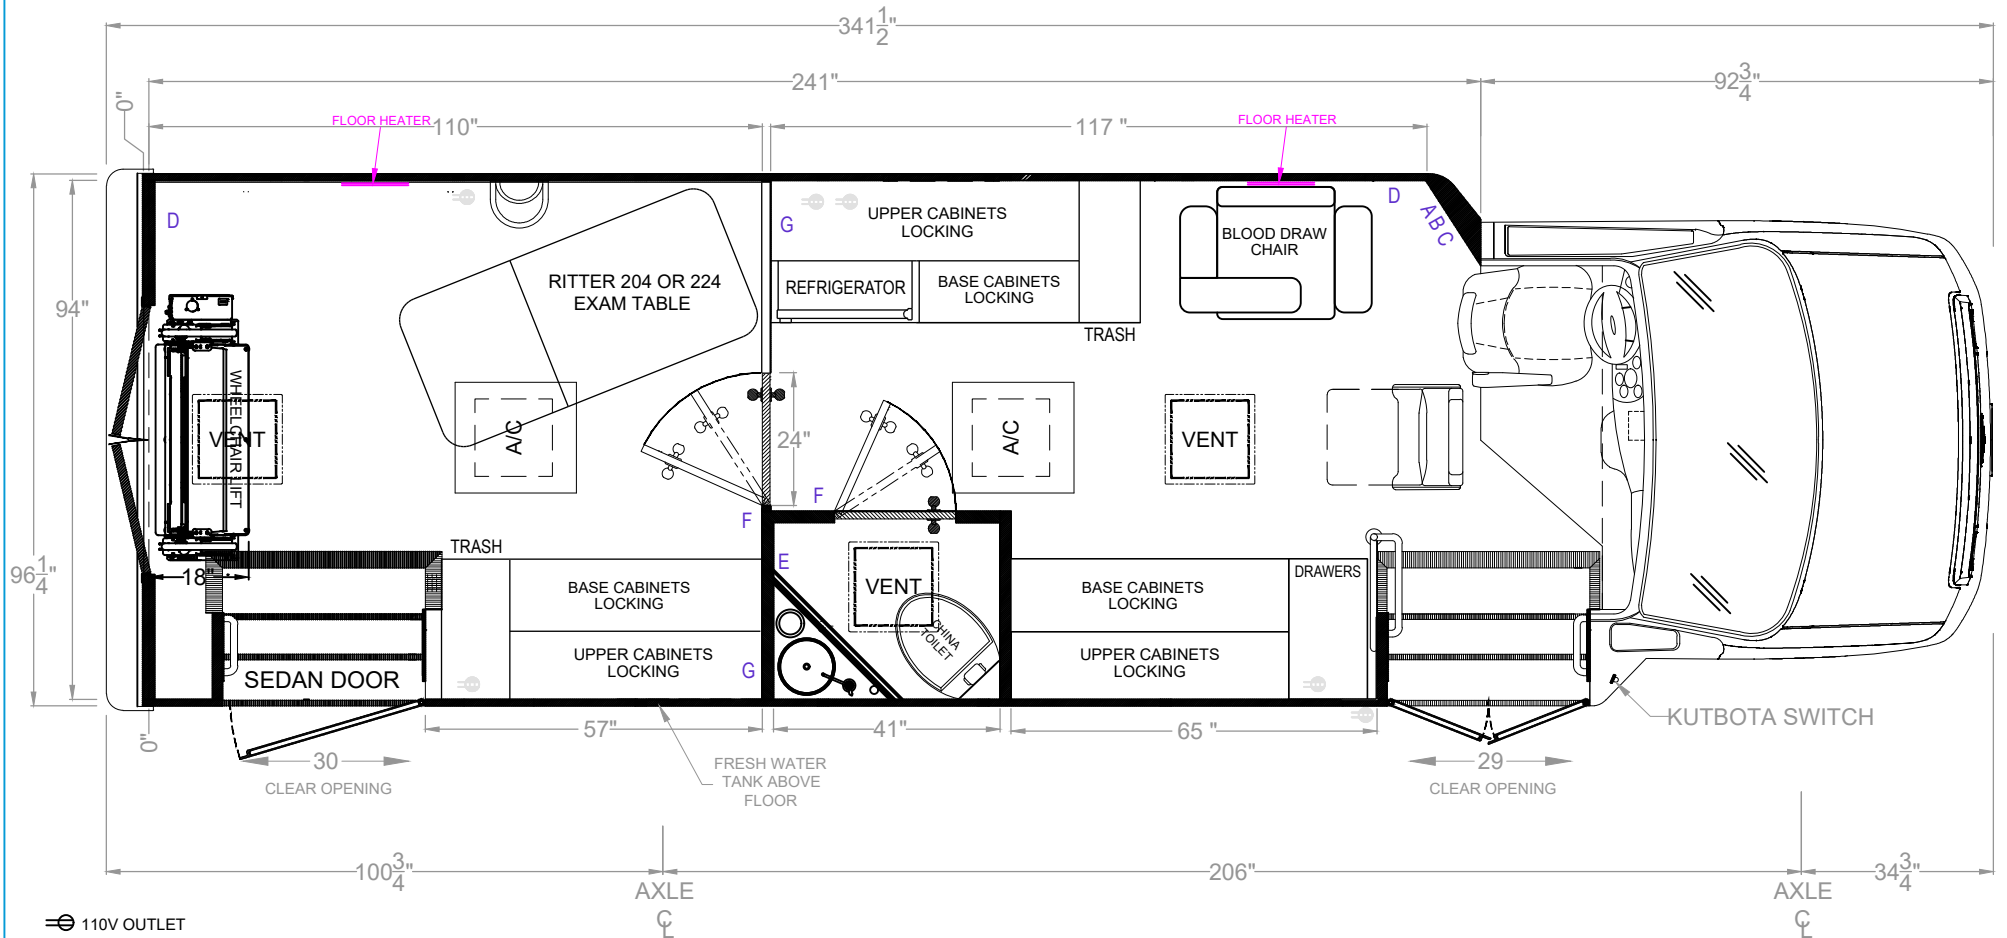 341 1/2"
241"
92 3/4"
0"
FLOOR HEATER
110"
117 "
FLOOR HEATER
D
G
UPPER CABINETS
LOCKING
D
A B C
BLOOD DRAW
CHAIR
RITTER 204 OR 224
EXAM TABLE
REFRIGERATOR
BASE CABINETS
LOCKING
94"
TRASH
WHEELCHAIR LIFT
VENT
A/C
24"
A/C
VENT
F
F
TRASH
E
96 1/4"
18"
BASE CABINETS
LOCKING
VENT
BASE CABINETS
LOCKING
DRAWERS
CHINA
TOILET
UPPER CABINETS
LOCKING
G
UPPER CABINETS
LOCKING
SEDAN DOOR
KUTBOTA SWITCH
0"
57"
41"
65 "
30
CLEAR OPENING
FRESH WATER
TANK ABOVE
FLOOR
29
CLEAR OPENING
100 3/4"
206"
34 3/4"
AXLE
CL
AXLE
CL
110V OUTLET